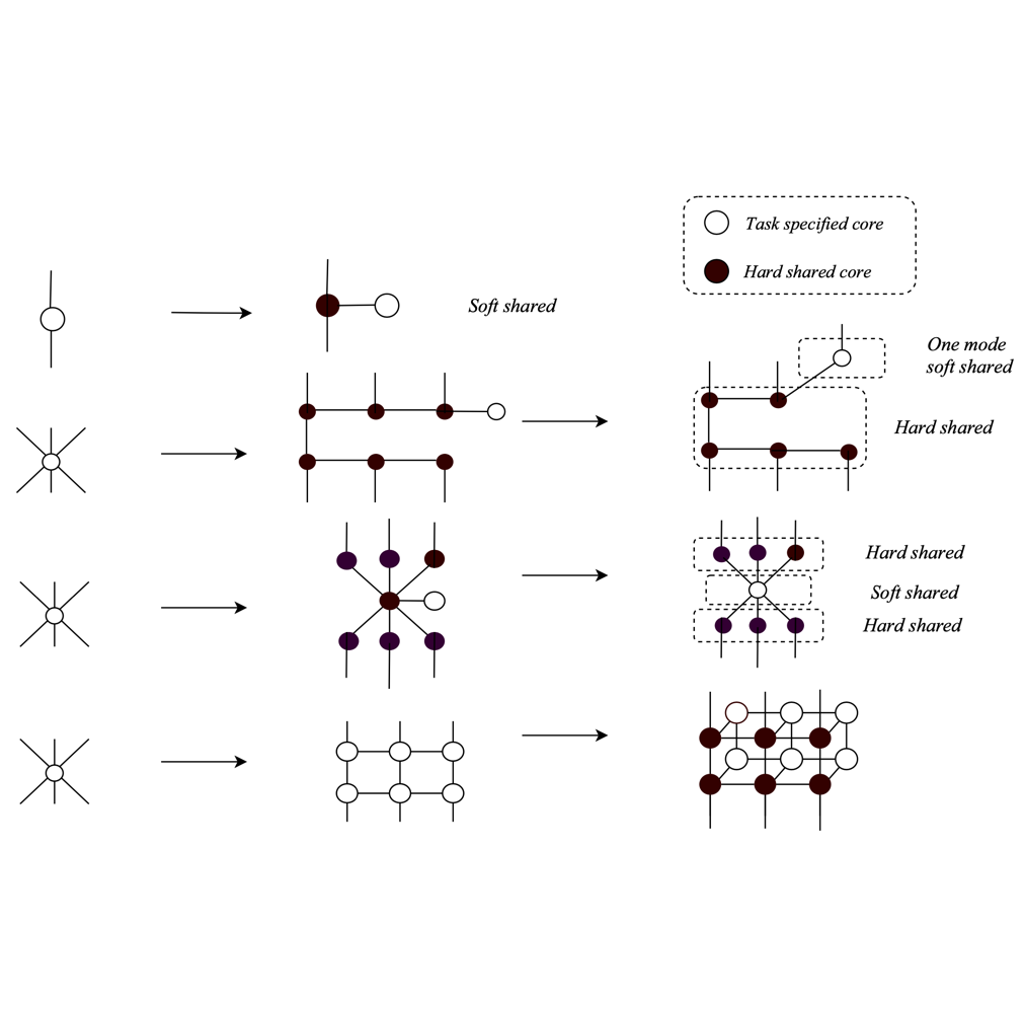 Task specified core
Hard shared core
Soft shared
One mode
soft shared
Hard shared
Hard shared
Soft shared
Hard shared